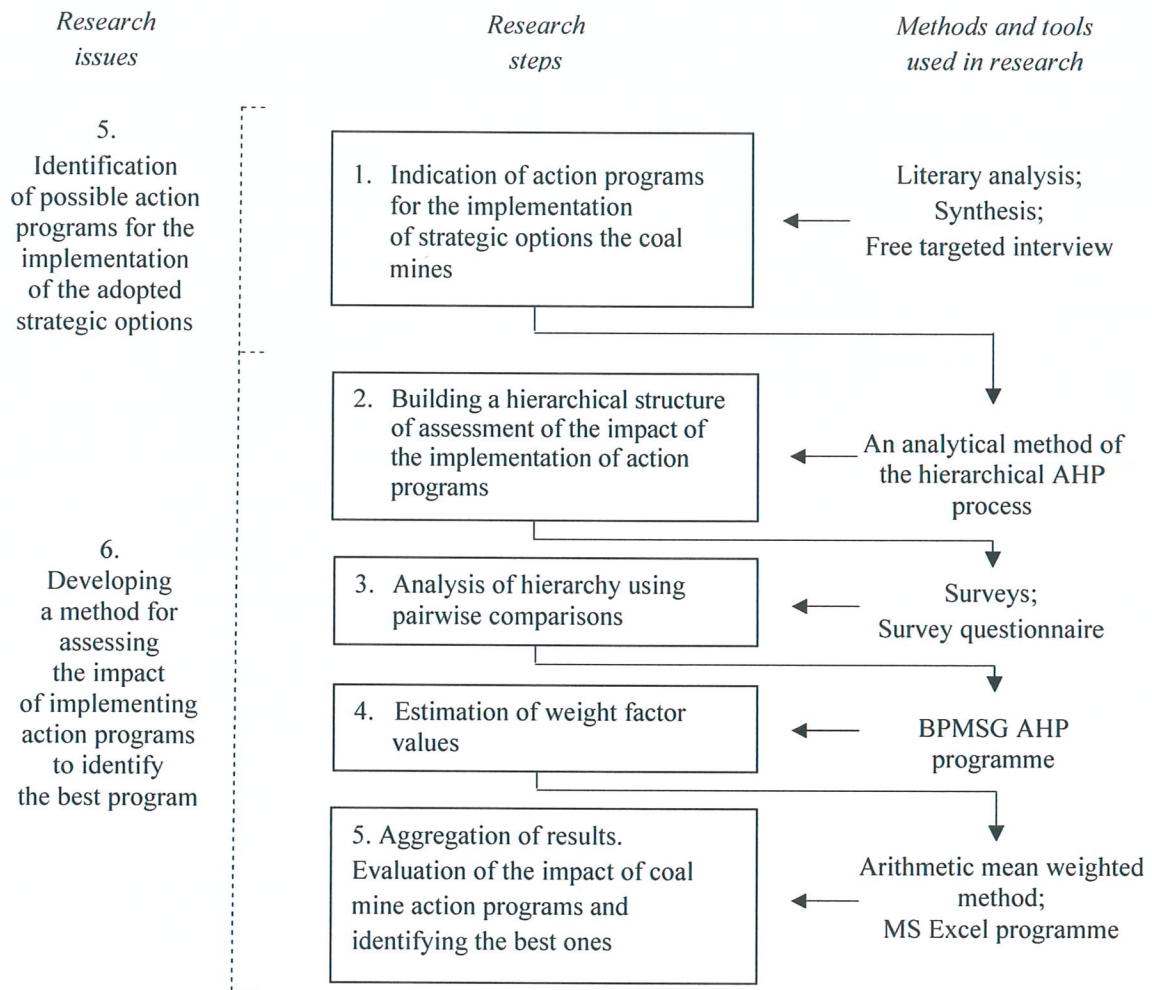 Research
issues
Research
steps
Methods and tools
used in research
5.
Identification
of possible action
programs for the
implementation
of the adopted
strategic options
1. Indication of action programs
for the implementation
of strategic options the coal
mines
Literary analysis;
Synthesis;
Free targeted interview
6.
Developing
a method for
assessing
the impact
of implementing
action programs
to identify
the best program
2. Building a hierarchical structure
of assessment of the impact of
the implementation of action
programs
An analytical method of
the hierarchical AHP
process
3. Analysis of hierarchy using
pairwise comparisons
Surveys;
Survey questionnaire
4. Estimation of weight factor
values
BPMSG AHP
programme
5. Aggregation of results.
Evaluation of the impact of coal
mine action programs and
identifying the best ones
Arithmetic mean weighted
method;
MS Excel programme